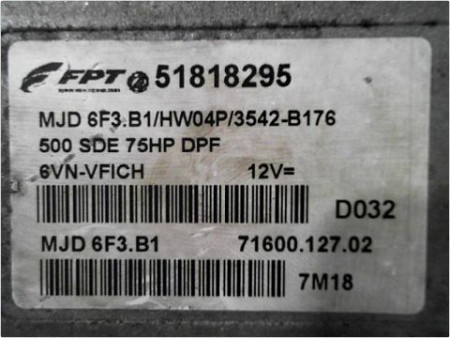 FPT 51818295
MJD 6F3.B1/HW04P/3542-B176
500 SDE 75HP DPF
6VN-VFICH 12V=
D032
MJD 6F3.B1 71600.127.02
7M18